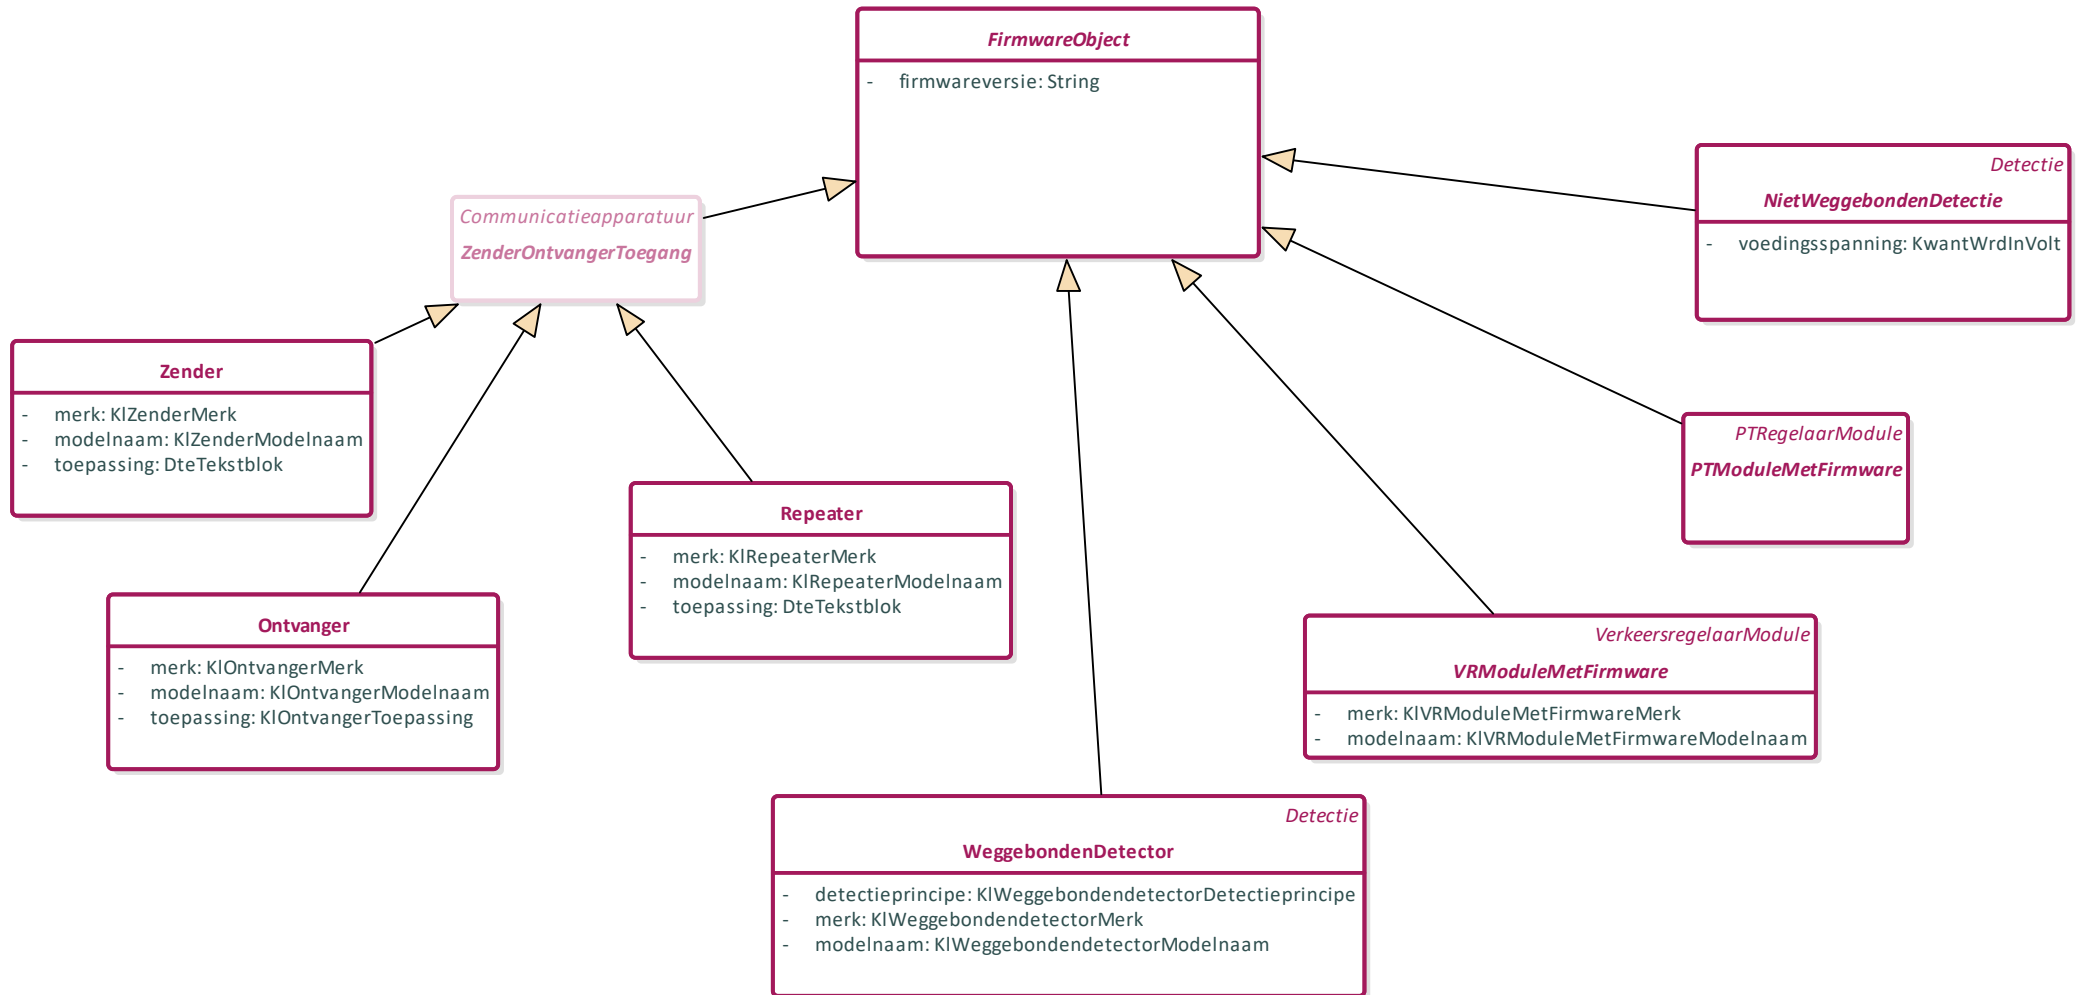 FirmwareObject
- firmwareversie: String
Detectie
NietWeggebondenDetectie
- voedingsspanning: KwantWrdInVolt
Communicatieapparatuur
ZenderOntvangerToegang
Zender
- merk: KlZenderMerk
- modelnaam: KlZenderModelnaam
- toepassing: DteTekstblok
PTRegelaarModule
PTModuleMetFirmware
Repeater
- merk: KlRepeaterMerk
- modelnaam: KlRepeaterModelnaam
- toepassing: DteTekstblok
Ontvanger
- merk: KlOntvangerMerk
- modelnaam: KlOntvangerModelnaam
- toepassing: KlOntvangerToepassing
VerkeersregelaarModule
VRModuleMetFirmware
- merk: KlVRModuleMetFirmwareMerk
- modelnaam: KlVRModuleMetFirmwareModelnaam
Detectie
WeggebondenDetector
- detectieprincipe: KlWeggebondendetectorDetectieprincipe
- merk: KlWeggebondendetectorMerk
- modelnaam: KlWeggebondendetectorModelnaam